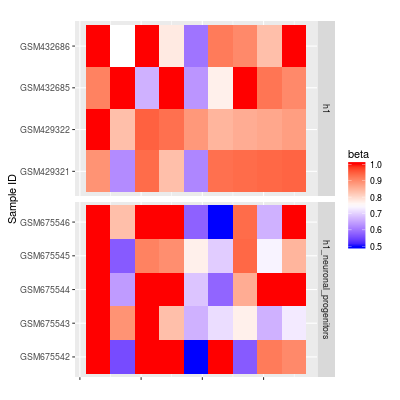 GSM432686
GSM432685
GSM429322
GSM429321
h1
GSM675546
GSM675545
GSM675544
GSM675543
GSM675542
h1_neuronal_progenitors
Sample ID
beta
1.0
0.9
0.8
0.7
0.6
0.5